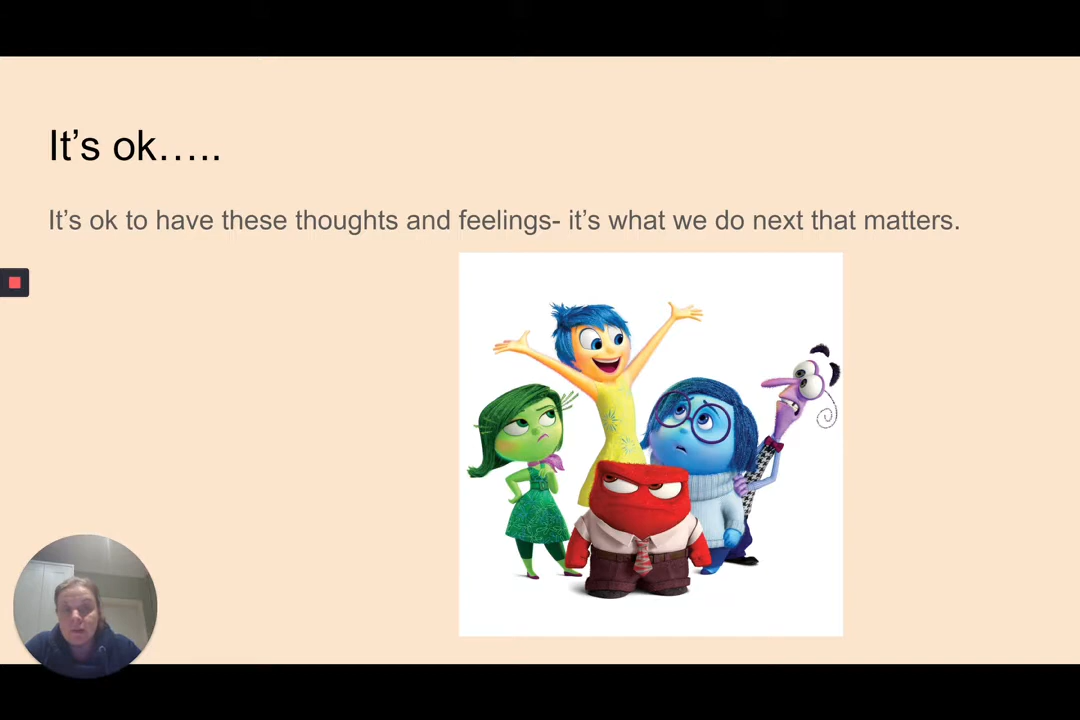 It’s ok…..
It’s ok to have these thoughts and feelings- it’s what we do next that matters.